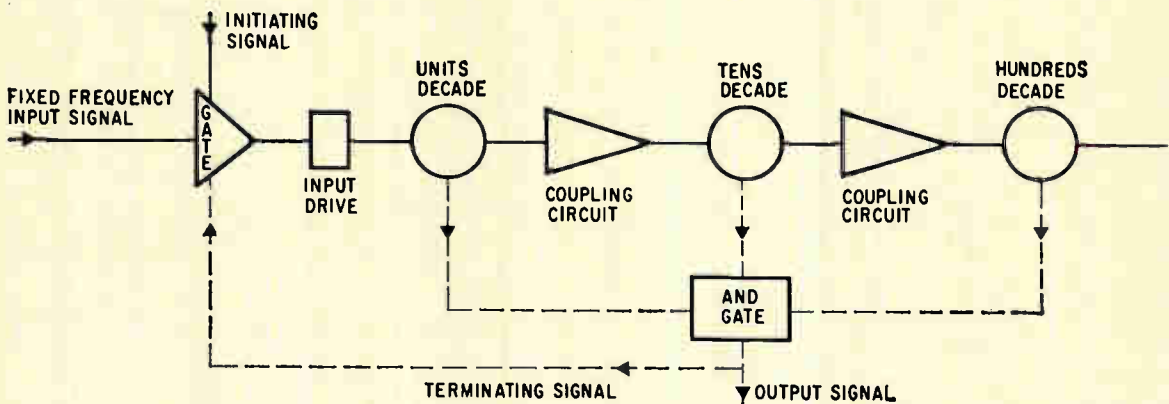 INITIATING
SIGNAL
FIXED FREQUENCY
INPUT SIGNAL
GATE
INPUT
DRIVE
UNITS
DECADE
COUPLING
CIRCUIT
TENS
DECADE
COUPLING
CIRCUIT
HUNDREDS
DECADE
AND
GATE
TERMINATING SIGNAL
OUTPUT SIGNAL